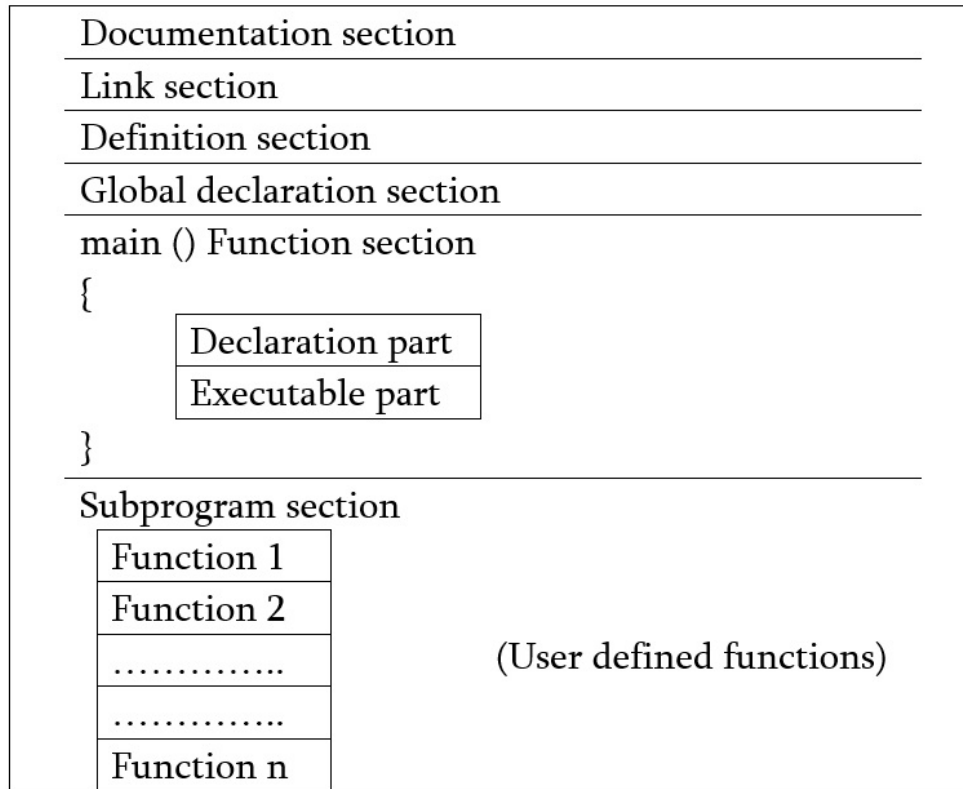 Documentation section
Link section
Definition section
Global declaration section
main () Function section
{
Declaration part
Executable part
}
Subprogram section
Function 1
Function 2
…………..
(User defined functions)
…………..
Function n